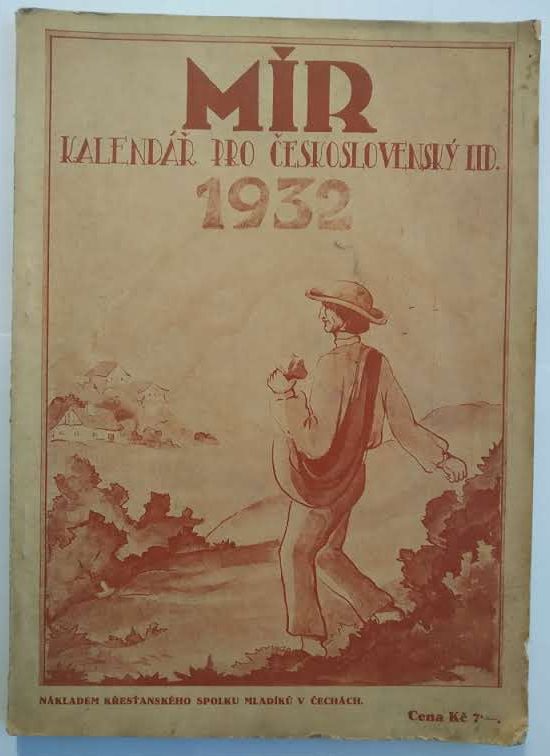 MÍR
KALENDÁŘ PRO ČESKOSLOVENSKÝ LID.
1932
NÁKLADEM KŘESŤANSKÉHO SPOLKU MLADÍKŮ V ČECHÁCH.
Cena Kč 7·—.